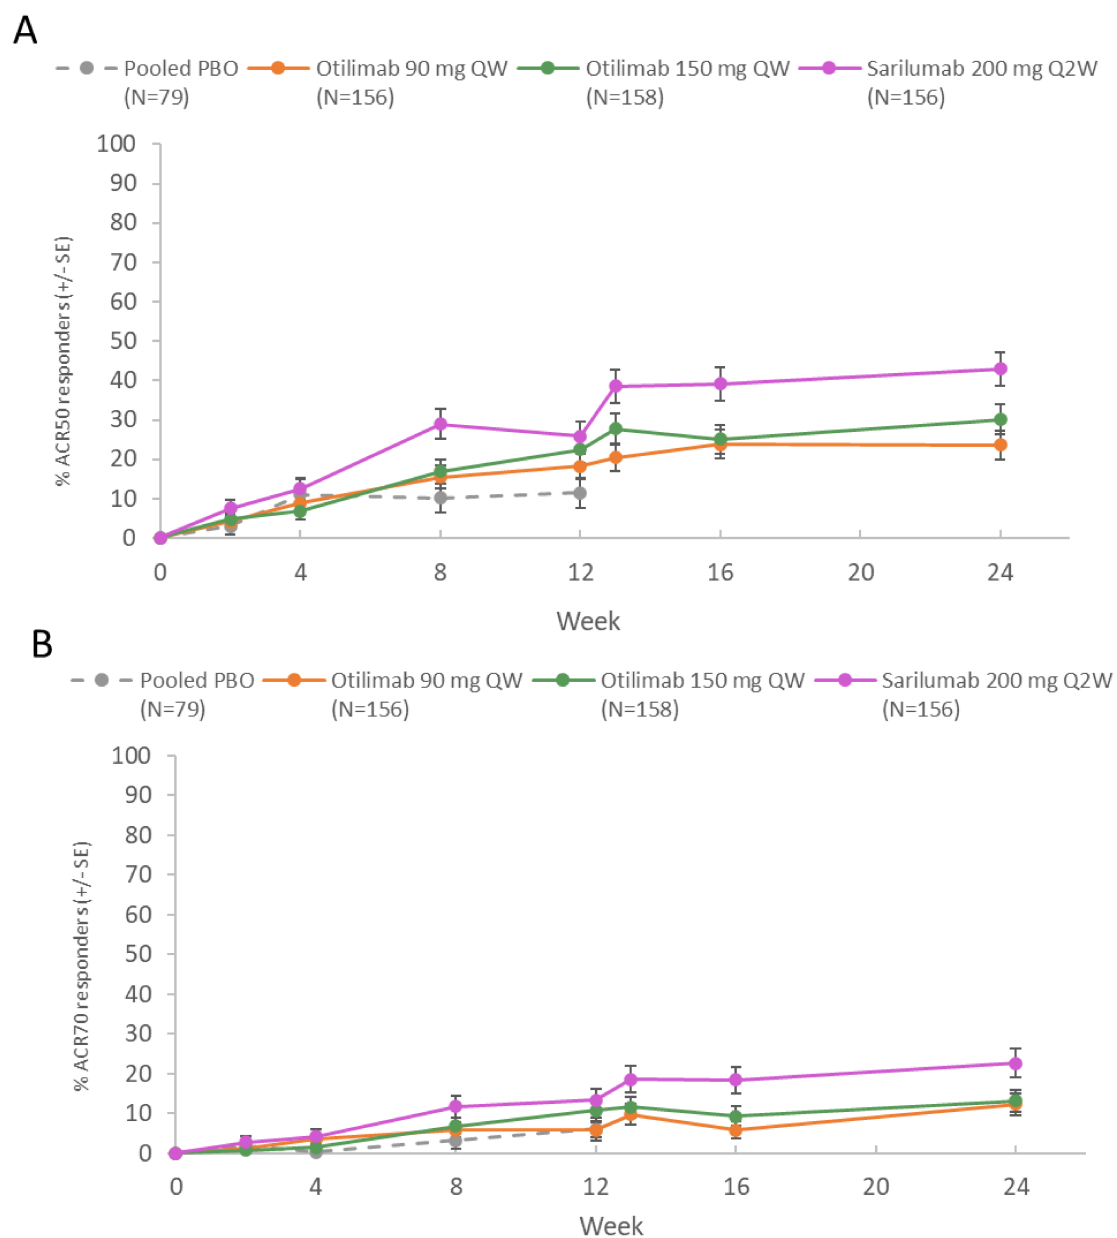 A
Pooled PBO Otilimab 90 mg QW Otilimab 150 mg QW Sarilumab 200 mg Q2W
(N=79) (N=156) (N=158) (N=156)
100
90
80
70
60
50
40
30
20
10
0
% ACR50 responders (+/- SE)
0 4 8 12 16 20 24
Week
B
Pooled PBO Otilimab 90 mg QW Otilimab 150 mg QW Sarilumab 200 mg Q2W
(N=79) (N=156) (N=158) (N=156)
100
90
80
70
60
50
40
30
20
10
0
% ACR70 responders (+/- SE)
0 4 8 12 16 20 24
Week